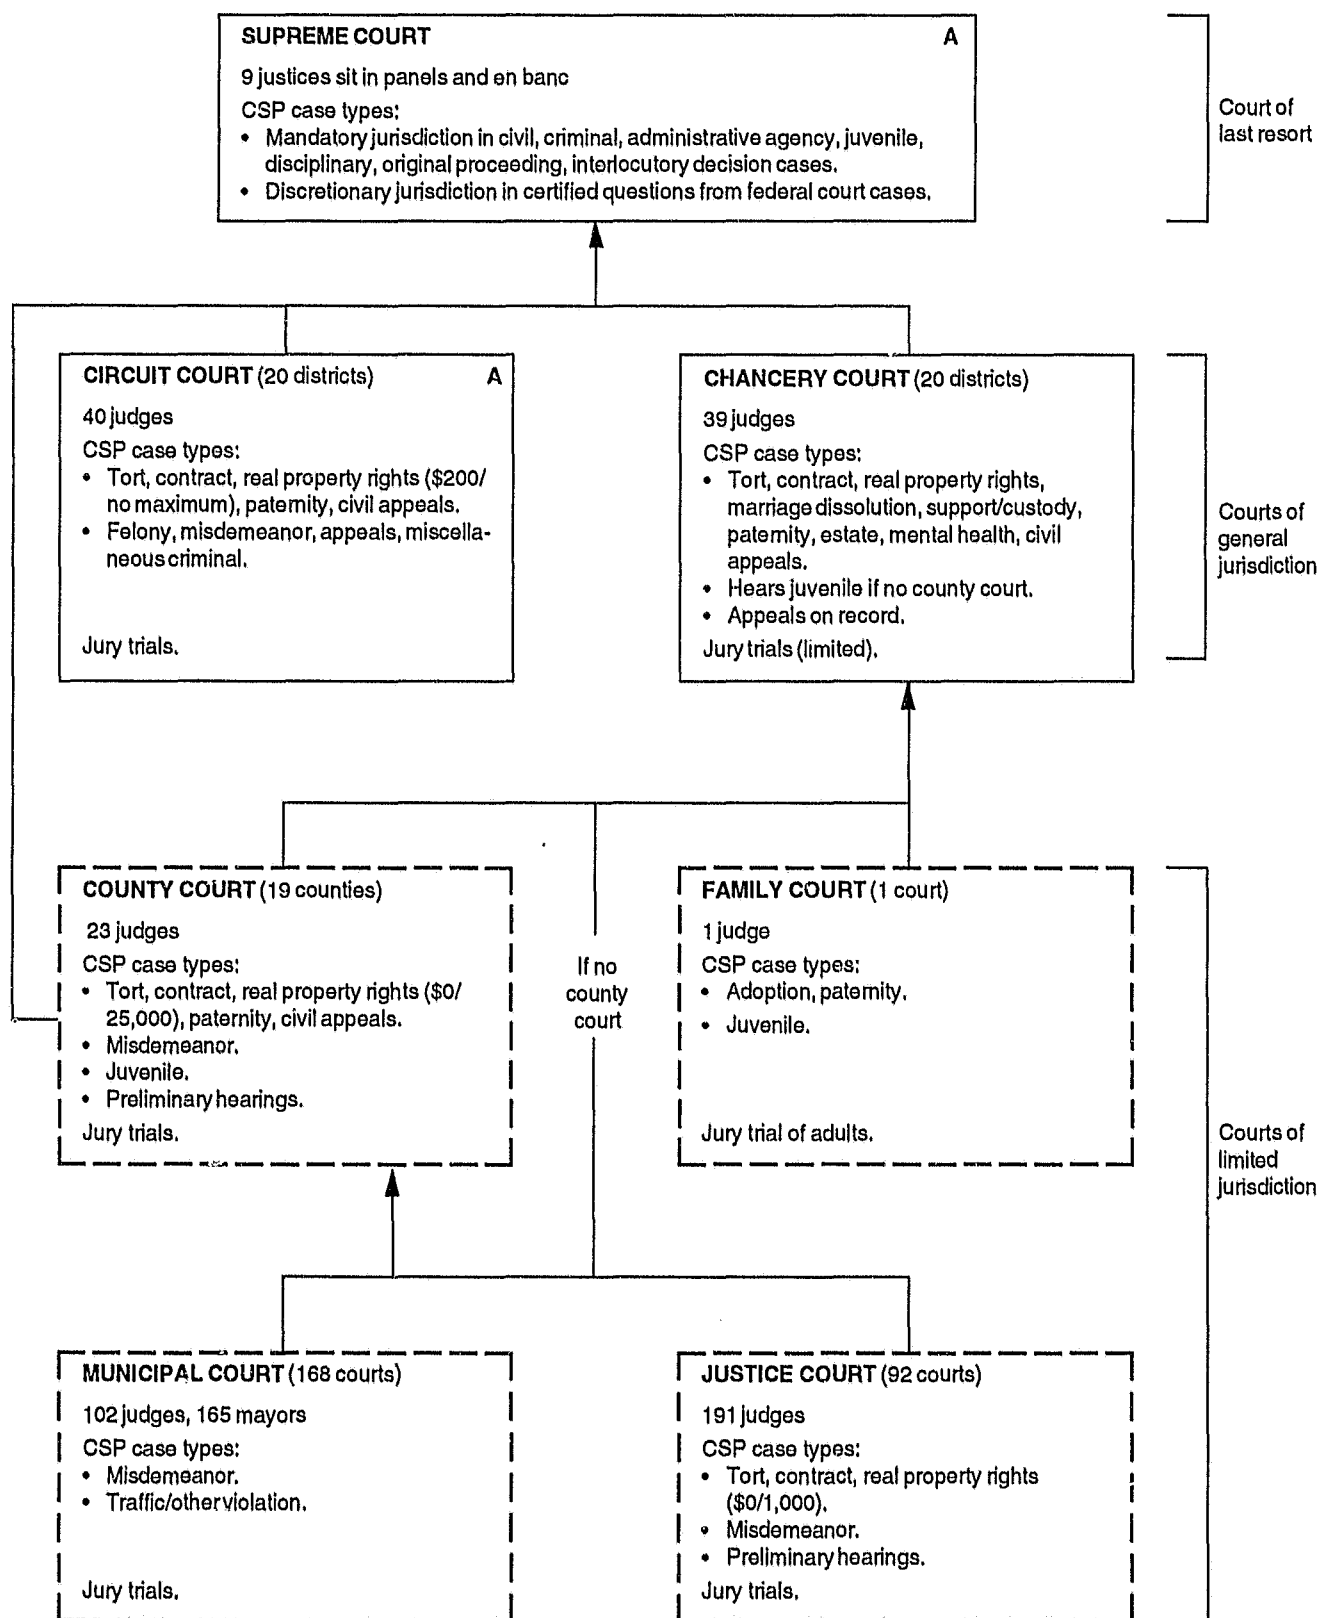 SUPREME COURT A
9 justices sit in panels and en banc
CSP case types:
• Mandatory jurisdiction in civil, criminal, administrative agency, juvenile,
disciplinary, original proceeding, interlocutory decision cases.
• Discretionary jurisdiction in certified questions from federal court cases.
Court of
last resort
CIRCUIT COURT (20 districts) A
40 judges
CSP case types:
• Tort, contract, real property rights ($200/
no maximum), paternity, civil appeals.
• Felony, misdemeanor, appeals, miscella-
neous criminal.
Jury trials.
CHANCERY COURT (20 districts)
39 judges
CSP case types:
• Tort, contract, real property rights,
marriage dissolution, support/custody,
paternity, estate, mental health, civil
appeals.
• Hears juvenile if no county court.
• Appeals on record.
Jury trials (limited).
Courts of
general
jurisdiction
COUNTY COURT (19 counties)
23 judges
CSP case types:
• Tort, contract, real property rights ($0/
25,000), paternity, civil appeals.
• Misdemeanor.
• Juvenile.
• Preliminary hearings.
Jury trials.
If no
county
court
FAMILY COURT (1 court)
1 judge
CSP case types:
• Adoption, paternity.
• Juvenile.
Jury trial of adults.
Courts of
limited
jurisdiction
MUNICIPAL COURT (168 courts)
102 judges, 165 mayors
CSP case types:
• Misdemeanor.
• Traffic/other violation.
Jury trials.
JUSTICE COURT (92 courts)
191 judges
CSP case types:
• Tort, contract, real property rights
($0/1,000).
• Misdemeanor.
• Preliminary hearings.
Jury trials.